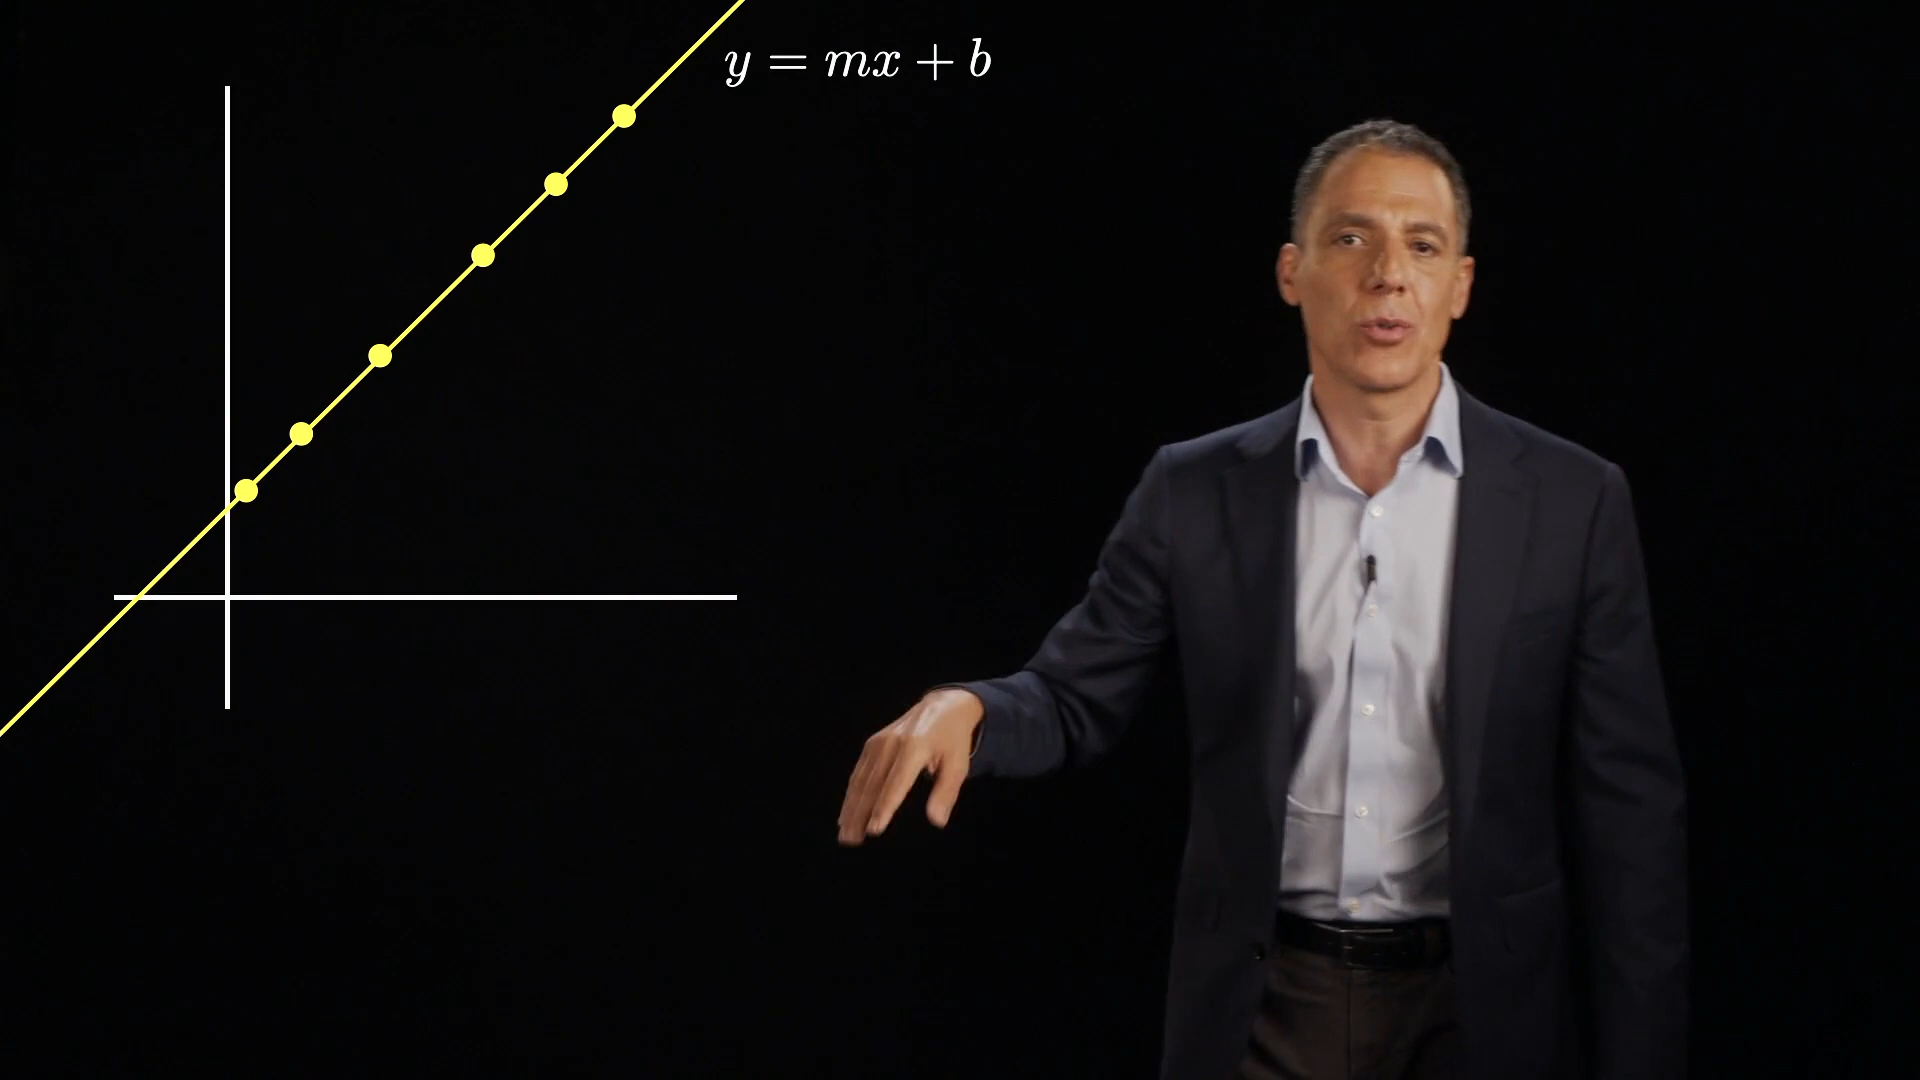 y = mx + b